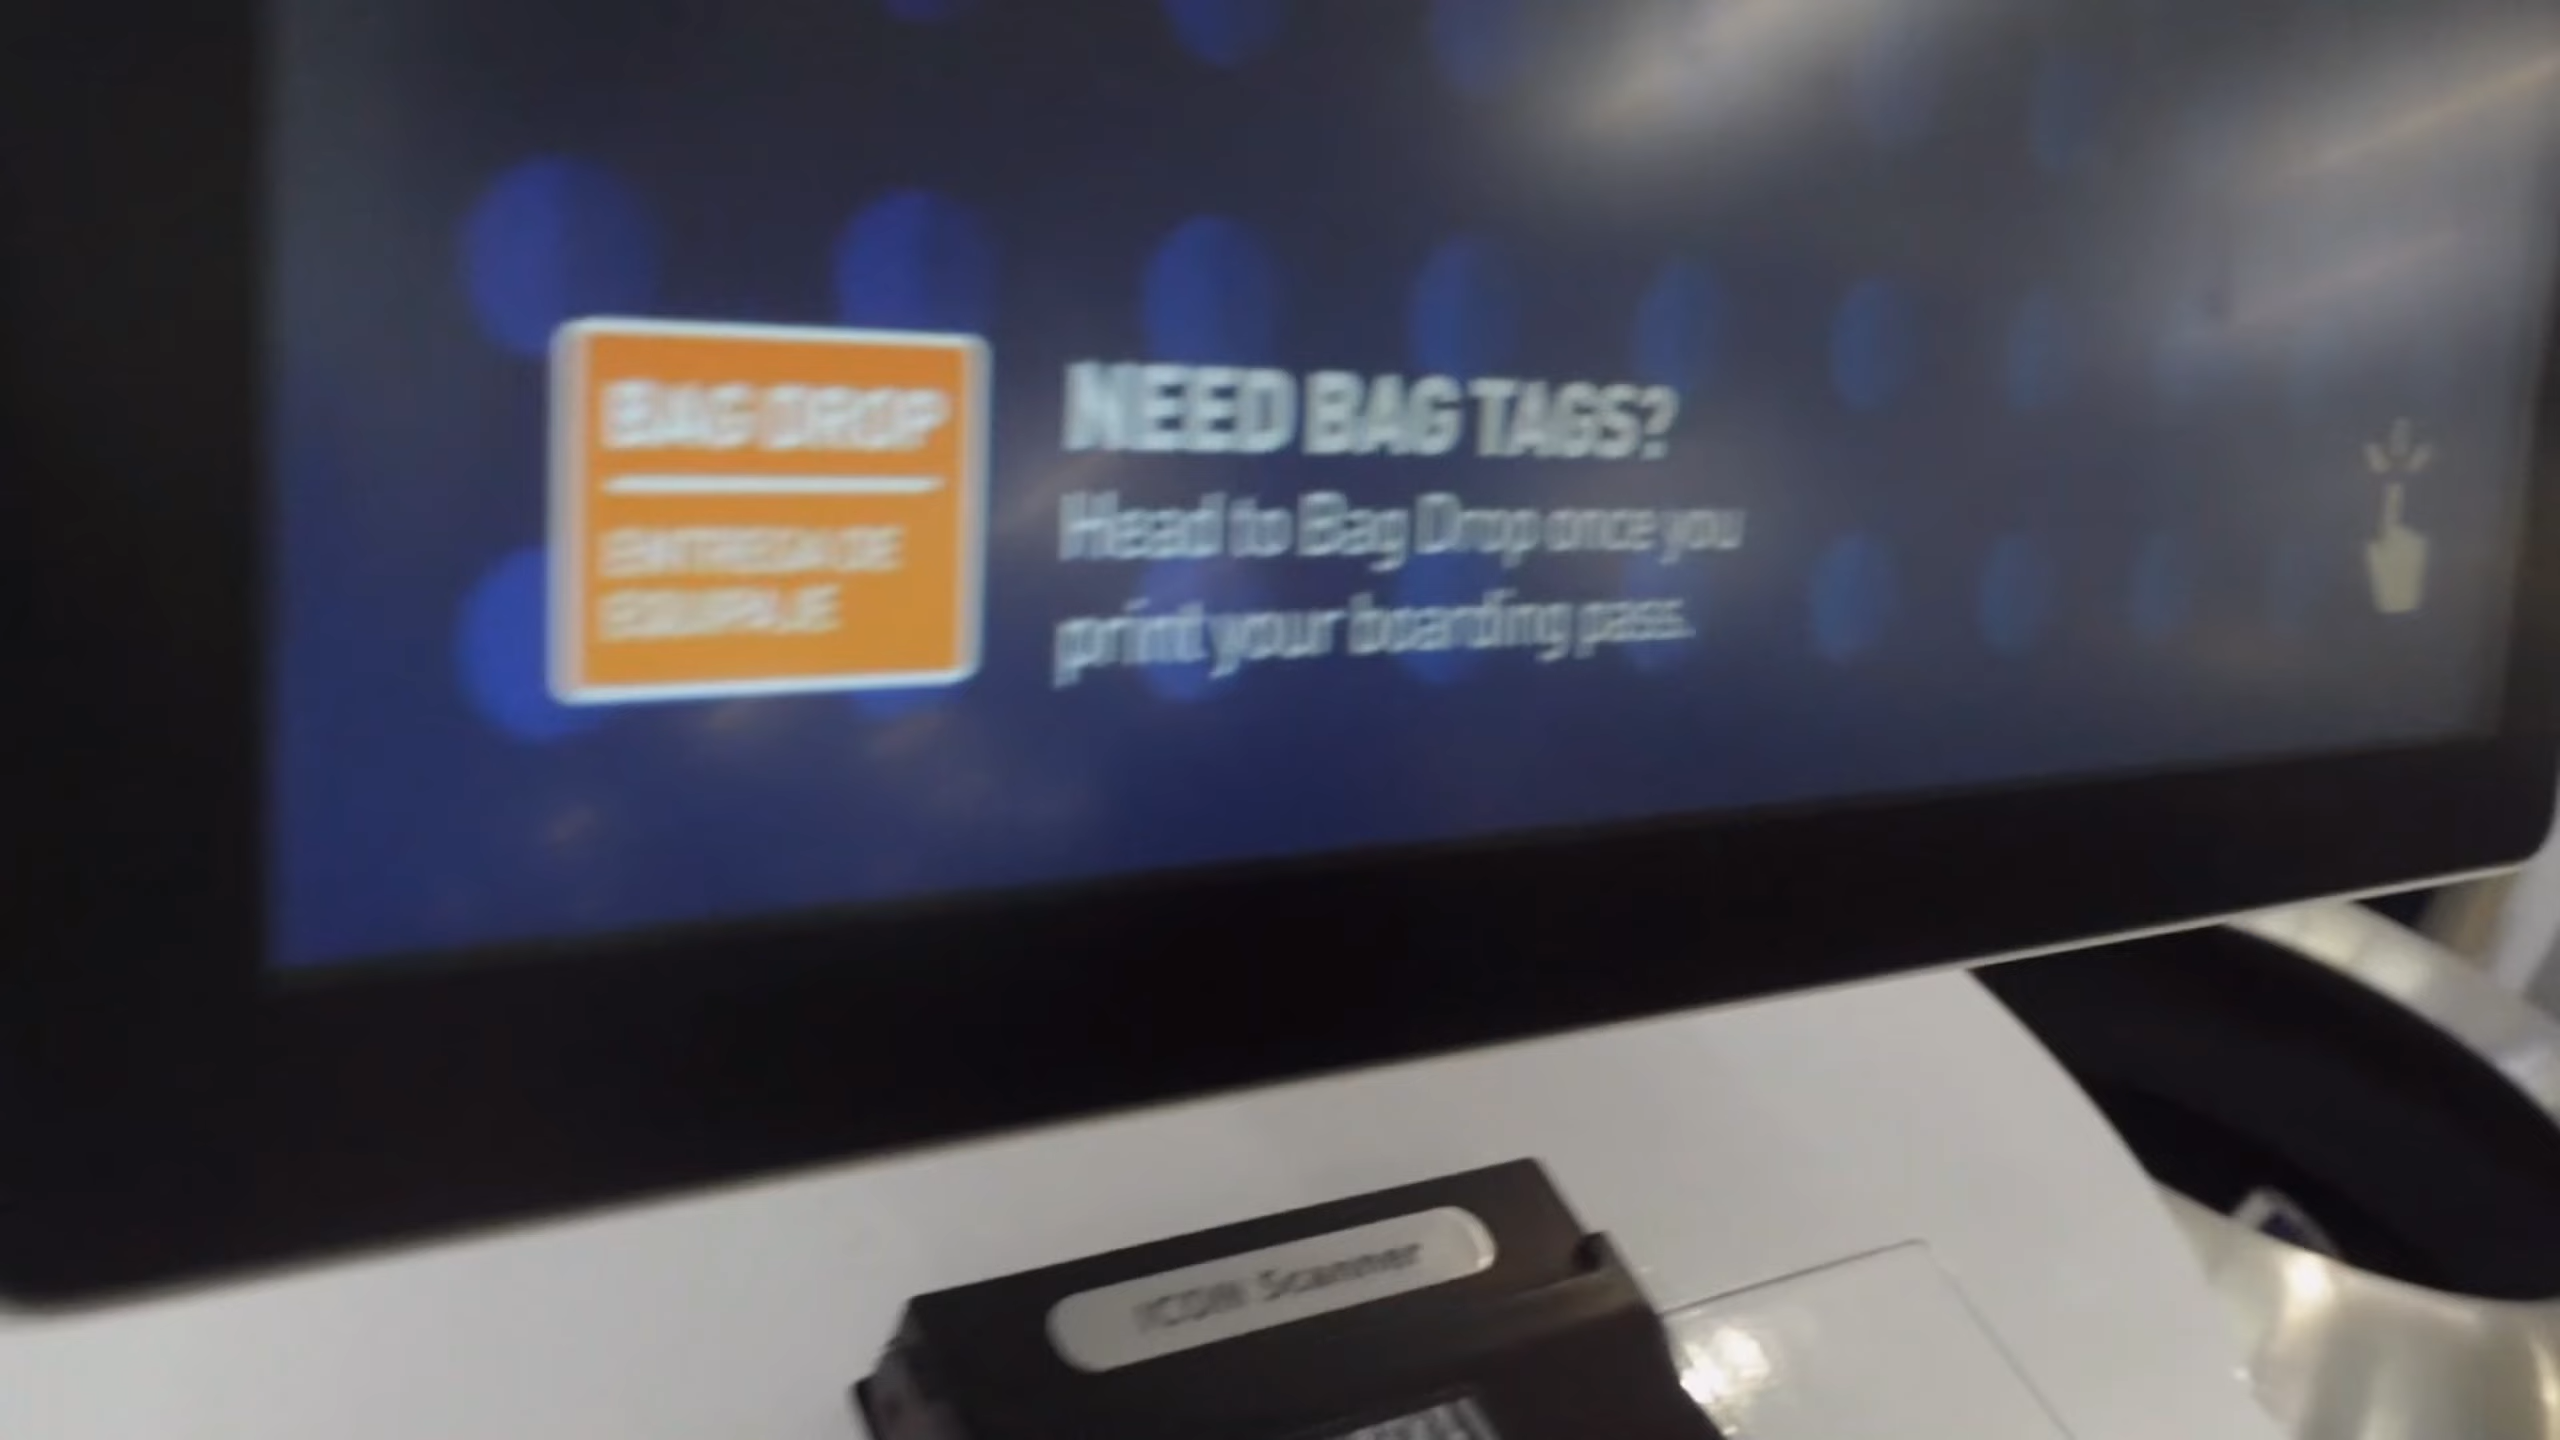 BAG DROP
ENTREGA DE
EQUIPAJE
NEED BAG TAGS?
Head to Bag Drop once you
print your boarding pass.
Scanner